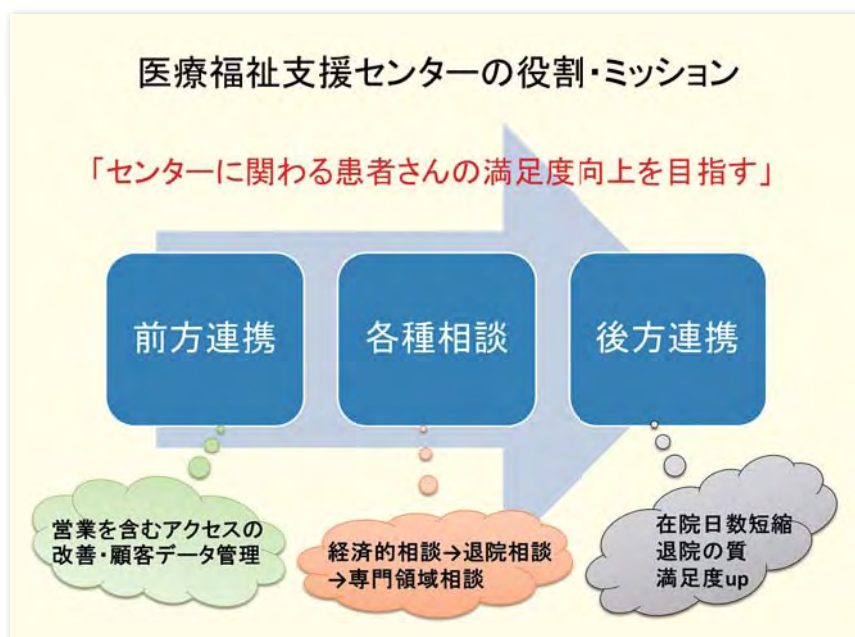 医療福祉支援センターの役割・ミッション
「センターに関わる患者さんの満足度向上を目指す」
前方連携
各種相談
後方連携
営業を含むアクセスの
改善・顧客データ管理
経済的相談→退院相談
→専門領域相談
在院日数短縮
退院の質
満足度up